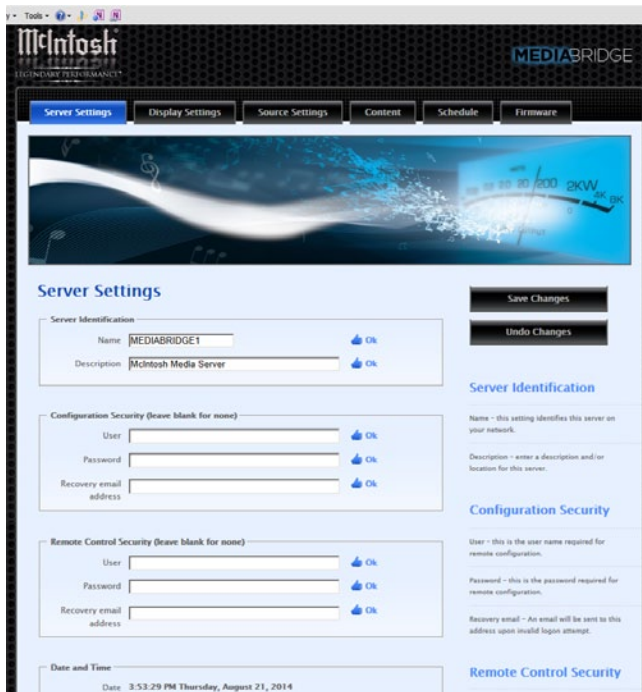 Tools
McIntosh
LEGENDARY PERFORMANCE
MEDIABRIDGE
Server Settings
Display Settings
Source Settings
Content
Schedule
Firmware
200 2KW
4K
8K
Server Settings
Save Changes
Undo Changes
Server Identification
Name MEDIABRIDGE1 Ok
Description McIntosh Media Server Ok
Configuration Security (leave blank for none)
User Ok
Password Ok
Recovery email Ok
address
Remote Control Security (leave blank for none)
User Ok
Password Ok
Recovery email Ok
address
Date and Time
Date 3:53:29 PM Thursday, August 21, 2014
Server Identification
Name - this setting identifies this server on
your network.
Description - enter a description and/or
location for this server.
Configuration Security
User - this is the user name required for
remote configuration.
Password - this is the password required for
remote configuration.
Recovery email - An email will be sent to this
address upon invalid logon attempt.
Remote Control Security